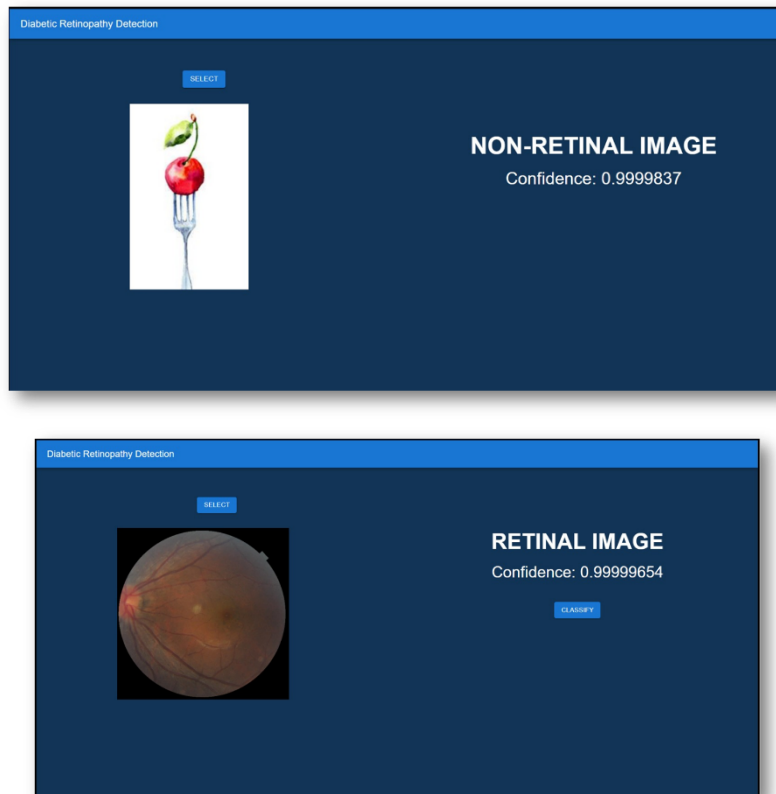 Diabetic Retinopathy Detection
SELECT
NON-RETINAL IMAGE
Confidence: 0.9999837
Diabetic Retinopathy Detection
SELECT
RETINAL IMAGE
Confidence: 0.99999654
CLASSIFY